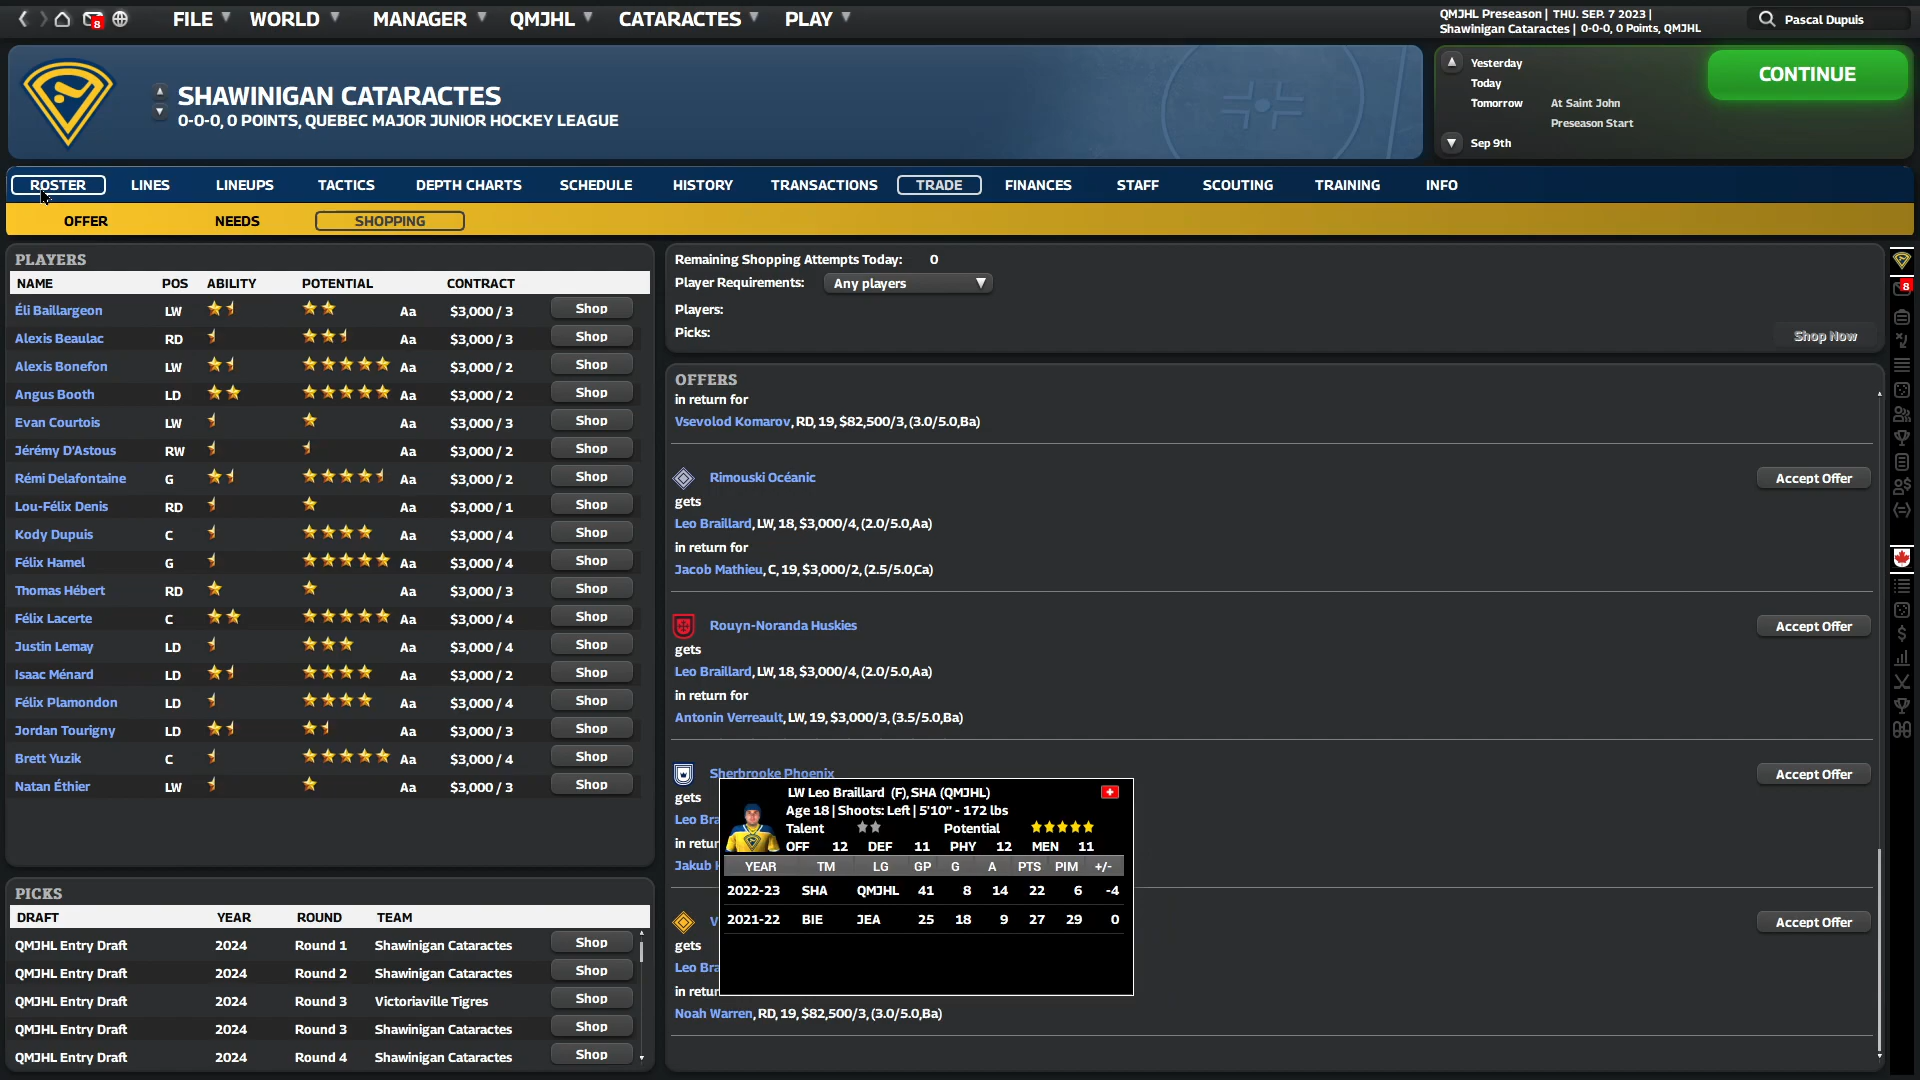 8
FILE
WORLD
MANAGER
QMJHL
CATARACTES
PLAY
QMJHL Preseason | THU. SEP. 7 2023 |
Shawinigan Cataractes | 0-0-0, 0 Points, QMJHL
Pascal Dupuis
SHAWINIGAN CATARACTES
0-0-0, 0 POINTS, QUEBEC MAJOR JUNIOR HOCKEY LEAGUE
Yesterday
Today
Tomorrow At Saint John
Preseason Start
Sep 9th
CONTINUE
ROSTER LINES LINEUPS TACTICS DEPTH CHARTS SCHEDULE HISTORY TRANSACTIONS TRADE FINANCES STAFF SCOUTING TRAINING INFO
OFFER NEEDS SHOPPING
PLAYERS
NAME POS ABILITY POTENTIAL CONTRACT
Éli Baillargeon LW Aa $3,000 / 3 Shop
Alexis Beaulac RD Aa $3,000 / 3 Shop
Alexis Bonefon LW Aa $3,000 / 2 Shop
Angus Booth LD Aa $3,000 / 2 Shop
Evan Courtois LW Aa $3,000 / 3 Shop
Jérémy D'Astous RW Aa $3,000 / 2 Shop
Rémi Delafontaine G Aa $3,000 / 2 Shop
Lou-Félix Denis RD Aa $3,000 / 1 Shop
Kody Dupuis C Aa $3,000 / 4 Shop
Félix Hamel G Aa $3,000 / 4 Shop
Thomas Hébert RD Aa $3,000 / 3 Shop
Félix Lacerte C Aa $3,000 / 4 Shop
Justin Lemay LD Aa $3,000 / 4 Shop
Isaac Ménard LD Aa $3,000 / 2 Shop
Félix Plamondon LD Aa $3,000 / 4 Shop
Jordan Tourigny LD Aa $3,000 / 3 Shop
Brett Yuzik C Aa $3,000 / 4 Shop
Natan Éthier LW Aa $3,000 / 3 Shop
PICKS
DRAFT YEAR ROUND TEAM
QMJHL Entry Draft 2024 Round 1 Shawinigan Cataractes Shop
QMJHL Entry Draft 2024 Round 2 Shawinigan Cataractes Shop
QMJHL Entry Draft 2024 Round 3 Victoriaville Tigres Shop
QMJHL Entry Draft 2024 Round 3 Shawinigan Cataractes Shop
QMJHL Entry Draft 2024 Round 4 Shawinigan Cataractes Shop
Remaining Shopping Attempts Today: 0
Player Requirements: Any players
Players:
Picks:
Shop Now
OFFERS
in return for
Vsevolod Komarov, RD, 19, $82,500/3, (3.0/5.0,Ba)
Rimouski Océanic Accept Offer
gets
Leo Braillard, LW, 18, $3,000/4, (2.0/5.0,Aa)
in return for
Jacob Mathieu, C, 19, $3,000/2, (2.5/5.0,Ca)
Rouyn-Noranda Huskies Accept Offer
gets
Leo Braillard, LW, 18, $3,000/4, (2.0/5.0,Aa)
in return for
Antonin Verreault, LW, 19, $3,000/3, (3.5/5.0,Ba)
Sherbrooke Phoenix Accept Offer
gets
Leo Bra
in retur
Jakub
LW Leo Braillard (F), SHA (QMJHL)
Age 18 | Shoots: Left | 5'10" - 172 lbs
Talent Potential
OFF 12 DEF 11 PHY 12 MEN 11
YEAR TM LG GP G A PTS PIM +/-
2022-23 SHA QMJHL 41 8 14 22 6 -4
2021-22 BIE JEA 25 18 9 27 29 0
V Accept Offer
gets
Leo Bra
in retur
Noah Warren, RD, 19, $82,500/3, (3.0/5.0,Ba)
8